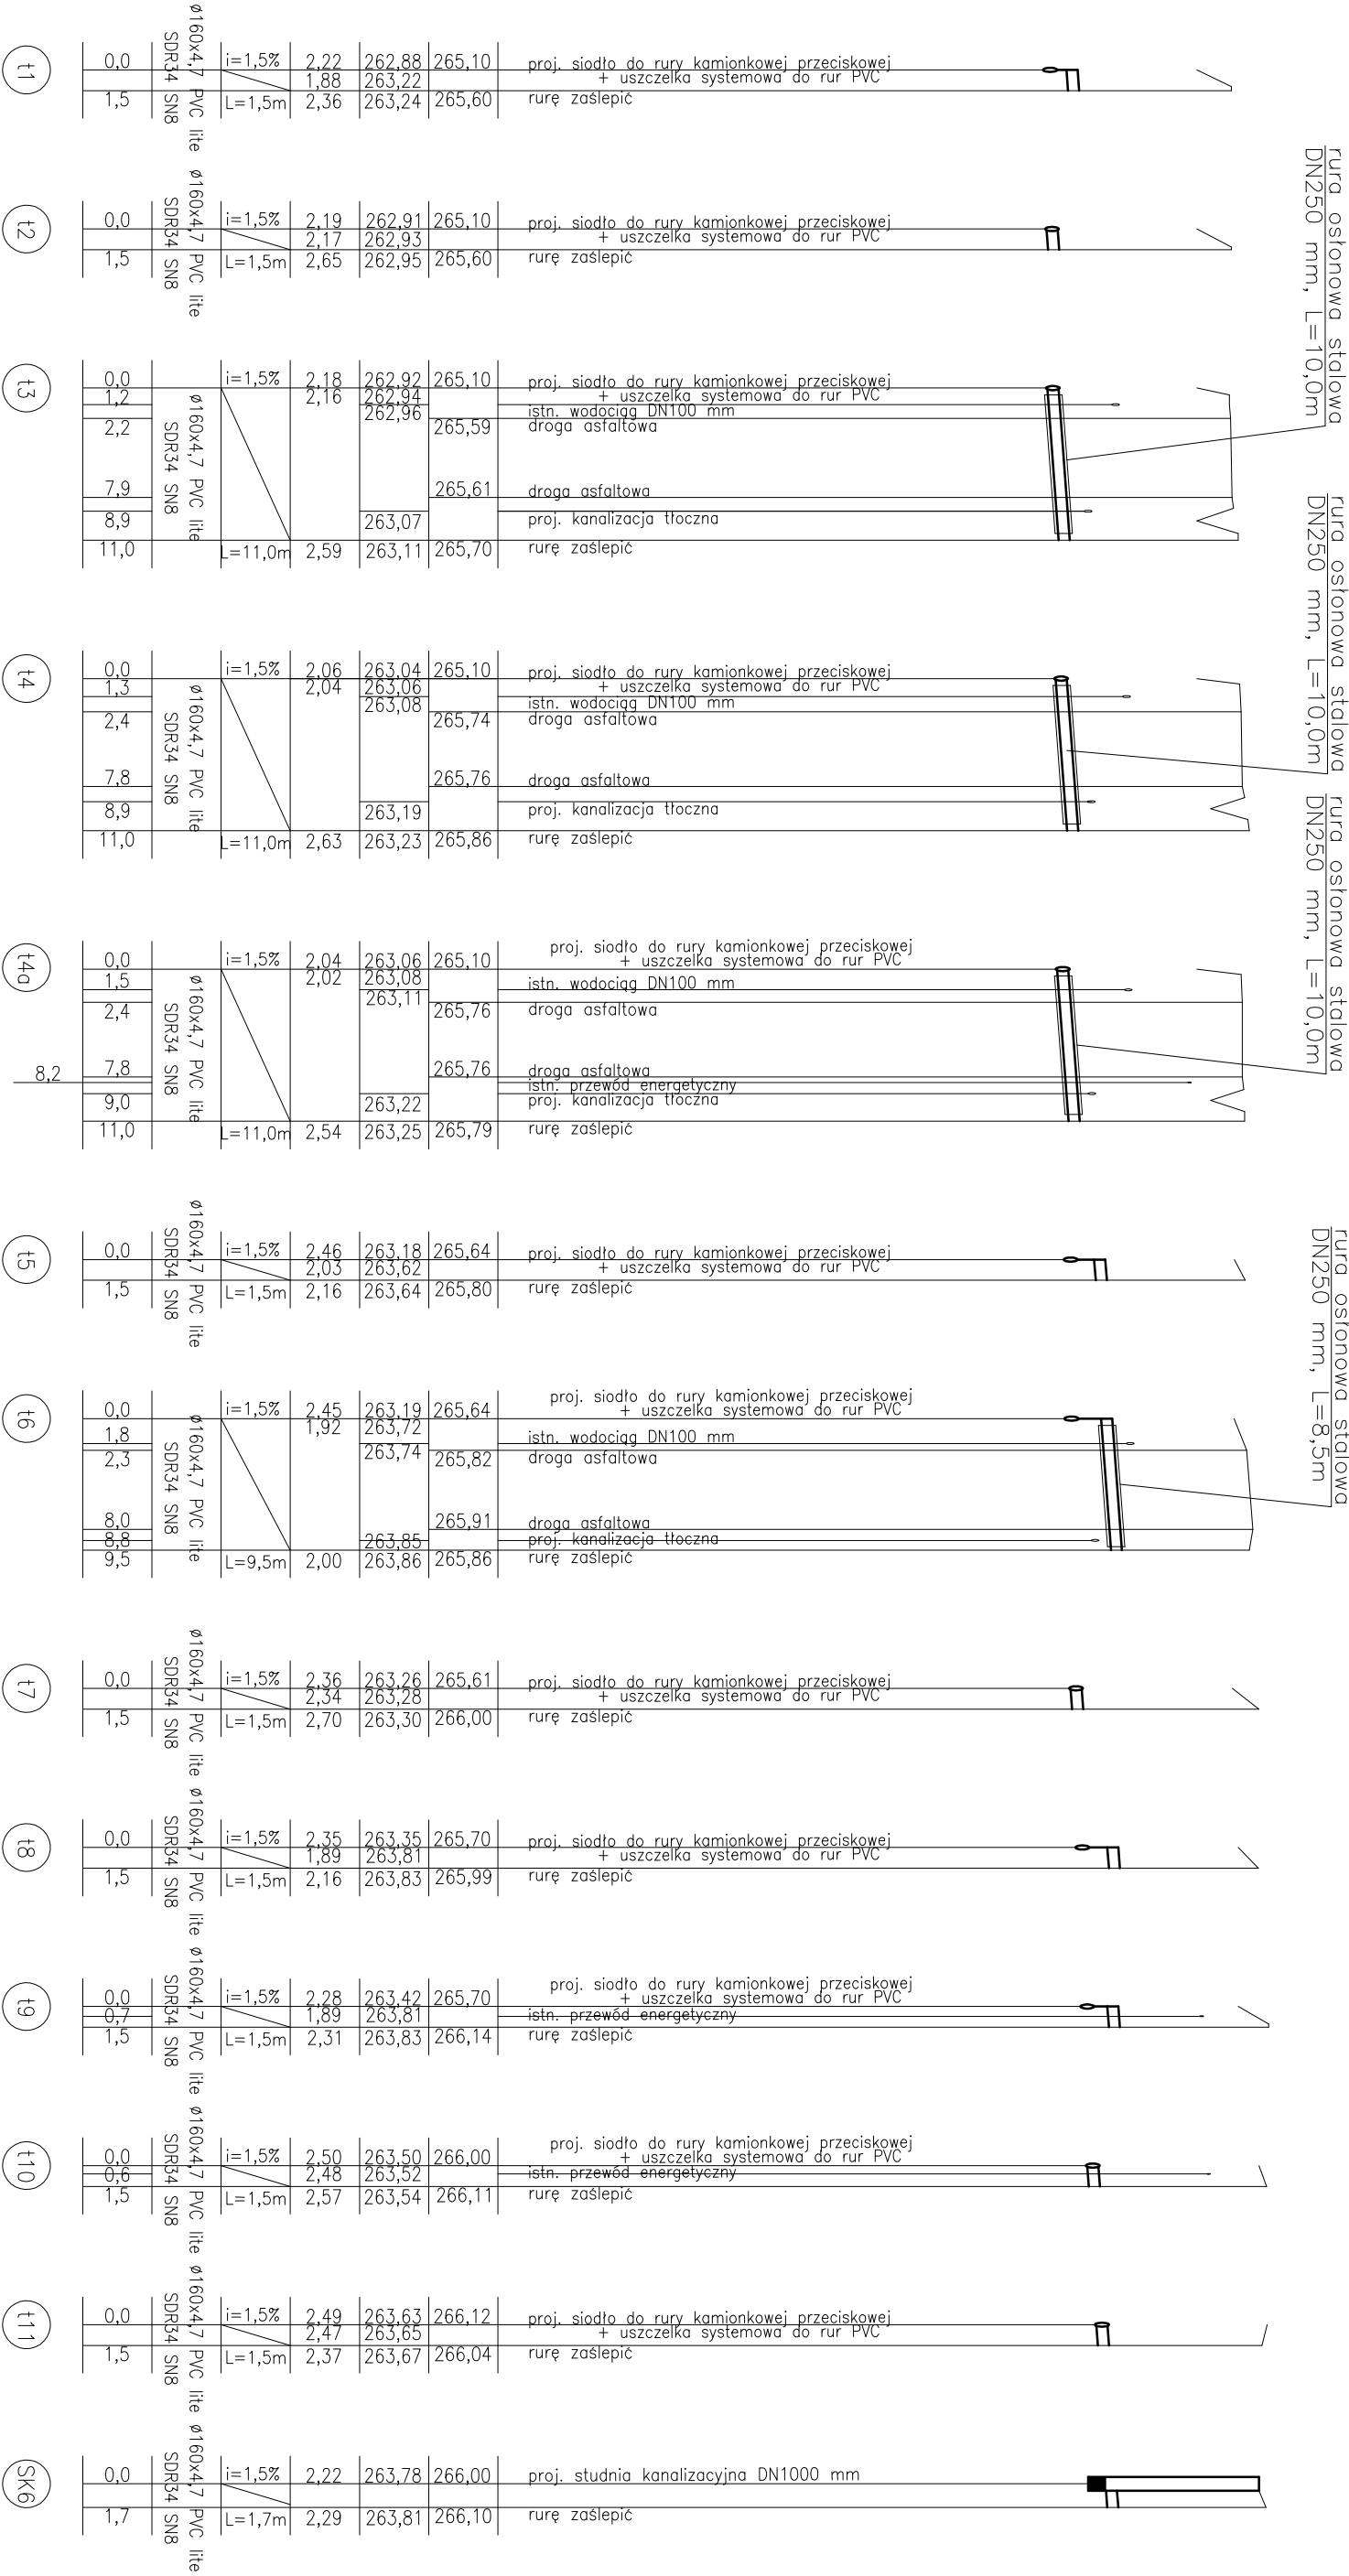 rura osłonowa stalowa
DN250 mm, L=10,0m
rura osłonowa stalowa
DN250 mm, L=10,0m
rura osłonowa stalowa
DN250 mm, L=10,0m
rura osłonowa stalowa
DN250 mm, L=8,5m
t1
0,0
1,5
ø160x4,7 PVC lite
SDR34 SN8
i=1,5%
L=1,5m
2,22 262,88 265,10
1,88 263,22
2,36 263,24 265,60
proj. siodło do rury kamionkowej przeciskowej
+ uszczelka systemowa do rur PVC
rurę zaślepić
t2
0,0
1,5
ø160x4,7 PVC lite
SDR34 SN8
i=1,5%
L=1,5m
2,19 262,91 265,10
2,17 262,93
2,65 262,95 265,60
proj. siodło do rury kamionkowej przeciskowej
+ uszczelka systemowa do rur PVC
rurę zaślepić
t3
0,0
1,2
2,2
7,9
8,9
11,0
ø160x4,7 PVC lite
SDR34 SN8
i=1,5%
L=11,0m
2,18 262,92 265,10
2,16 262,94
262,96
265,59
265,61
263,07
2,59 263,11 265,70
proj. siodło do rury kamionkowej przeciskowej
+ uszczelka systemowa do rur PVC
istn. wodociąg DN100 mm
droga asfaltowa
droga asfaltowa
proj. kanalizacja tłoczna
rurę zaślepić
t4
0,0
1,3
2,4
7,8
8,9
11,0
ø160x4,7 PVC lite
SDR34 SN8
i=1,5%
L=11,0m
2,06 263,04 265,10
2,04 263,06
263,08
265,74
265,76
263,19
2,63 263,23 265,86
proj. siodło do rury kamionkowej przeciskowej
+ uszczelka systemowa do rur PVC
istn. wodociąg DN100 mm
droga asfaltowa
droga asfaltowa
proj. kanalizacja tłoczna
rurę zaślepić
t4a
0,0
1,5
2,4
7,8
8,2
9,0
11,0
ø160x4,7 PVC lite
SDR34 SN8
i=1,5%
L=11,0m
2,04 263,06 265,10
2,02 263,08
263,11
265,76
265,76
263,22
2,54 263,25 265,79
proj. siodło do rury kamionkowej przeciskowej
+ uszczelka systemowa do rur PVC
istn. wodociąg DN100 mm
droga asfaltowa
droga asfaltowa
istn. przewód energetyczny
proj. kanalizacja tłoczna
rurę zaślepić
t5
0,0
1,5
ø160x4,7 PVC lite
SDR34 SN8
i=1,5%
L=1,5m
2,46 263,18 265,64
2,03 263,62
2,16 263,64 265,80
proj. siodło do rury kamionkowej przeciskowej
+ uszczelka systemowa do rur PVC
rurę zaślepić
t6
0,0
1,8
2,3
8,0
8,8
9,5
ø160x4,7 PVC lite
SDR34 SN8
i=1,5%
L=9,5m
2,45 263,19 265,64
1,92 263,72
263,74
265,82
265,91
263,85
2,00 263,86 265,86
proj. siodło do rury kamionkowej przeciskowej
+ uszczelka systemowa do rur PVC
istn. wodociąg DN100 mm
droga asfaltowa
droga asfaltowa
proj. kanalizacja tłoczna
rurę zaślepić
t7
0,0
1,5
ø160x4,7 PVC lite
SDR34 SN8
i=1,5%
L=1,5m
2,36 263,26 265,61
2,34 263,28
2,70 263,30 266,00
proj. siodło do rury kamionkowej przeciskowej
+ uszczelka systemowa do rur PVC
rurę zaślepić
t8
0,0
1,5
ø160x4,7 PVC lite
SDR34 SN8
i=1,5%
L=1,5m
2,35 263,35 265,70
1,89 263,81
2,16 263,83 265,99
proj. siodło do rury kamionkowej przeciskowej
+ uszczelka systemowa do rur PVC
rurę zaślepić
t9
0,0
0,7
1,5
ø160x4,7 PVC lite
SDR34 SN8
i=1,5%
L=1,5m
2,28 263,42 265,70
1,89 263,81
2,31 263,83 266,14
proj. siodło do rury kamionkowej przeciskowej
+ uszczelka systemowa do rur PVC
istn. przewód energetyczny
rurę zaślepić
t10
0,0
0,6
1,5
ø160x4,7 PVC lite
SDR34 SN8
i=1,5%
L=1,5m
2,50 263,50 266,00
2,48 263,52
2,57 263,54 266,11
proj. siodło do rury kamionkowej przeciskowej
+ uszczelka systemowa do rur PVC
istn. przewód energetyczny
rurę zaślepić
t11
0,0
1,5
ø160x4,7 PVC lite
SDR34 SN8
i=1,5%
L=1,5m
2,49 263,63 266,12
2,47 263,65
2,37 263,67 266,04
proj. siodło do rury kamionkowej przeciskowej
+ uszczelka systemowa do rur PVC
rurę zaślepić
SK6
0,0
1,7
ø160x4,7 PVC lite
SDR34 SN8
i=1,5%
L=1,7m
2,22 263,78 266,00
2,29 263,81 266,10
proj. studnia kanalizacyjna DN1000 mm
rurę zaślepić